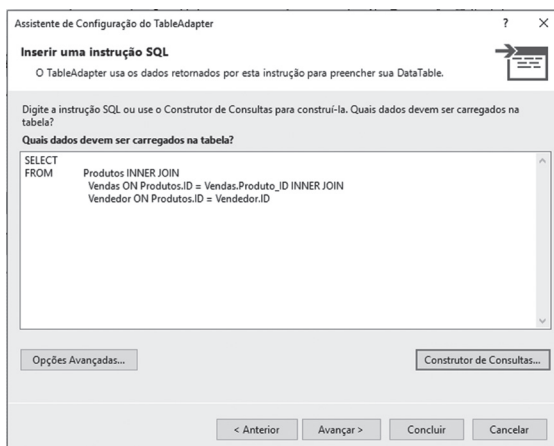 Assistente de Configuração do TableAdapter
? ×
Inserir uma instrução SQL
O TableAdapter usa os dados retornados por esta instrução para preencher sua DataTable.
Digite a instrução SQL ou use o Construtor de Consultas para construí-la. Quais dados devem ser carregados na
tabela?
Quais dados devem ser carregados na tabela?
SELECT
FROM Produtos INNER JOIN
Vendas ON Produtos.ID = Vendas.Produto_ID INNER JOIN
Vendedor ON Produtos.ID = Vendedor.ID
Opções Avançadas... Construtor de Consultas...
< Anterior Avançar > Concluir Cancelar